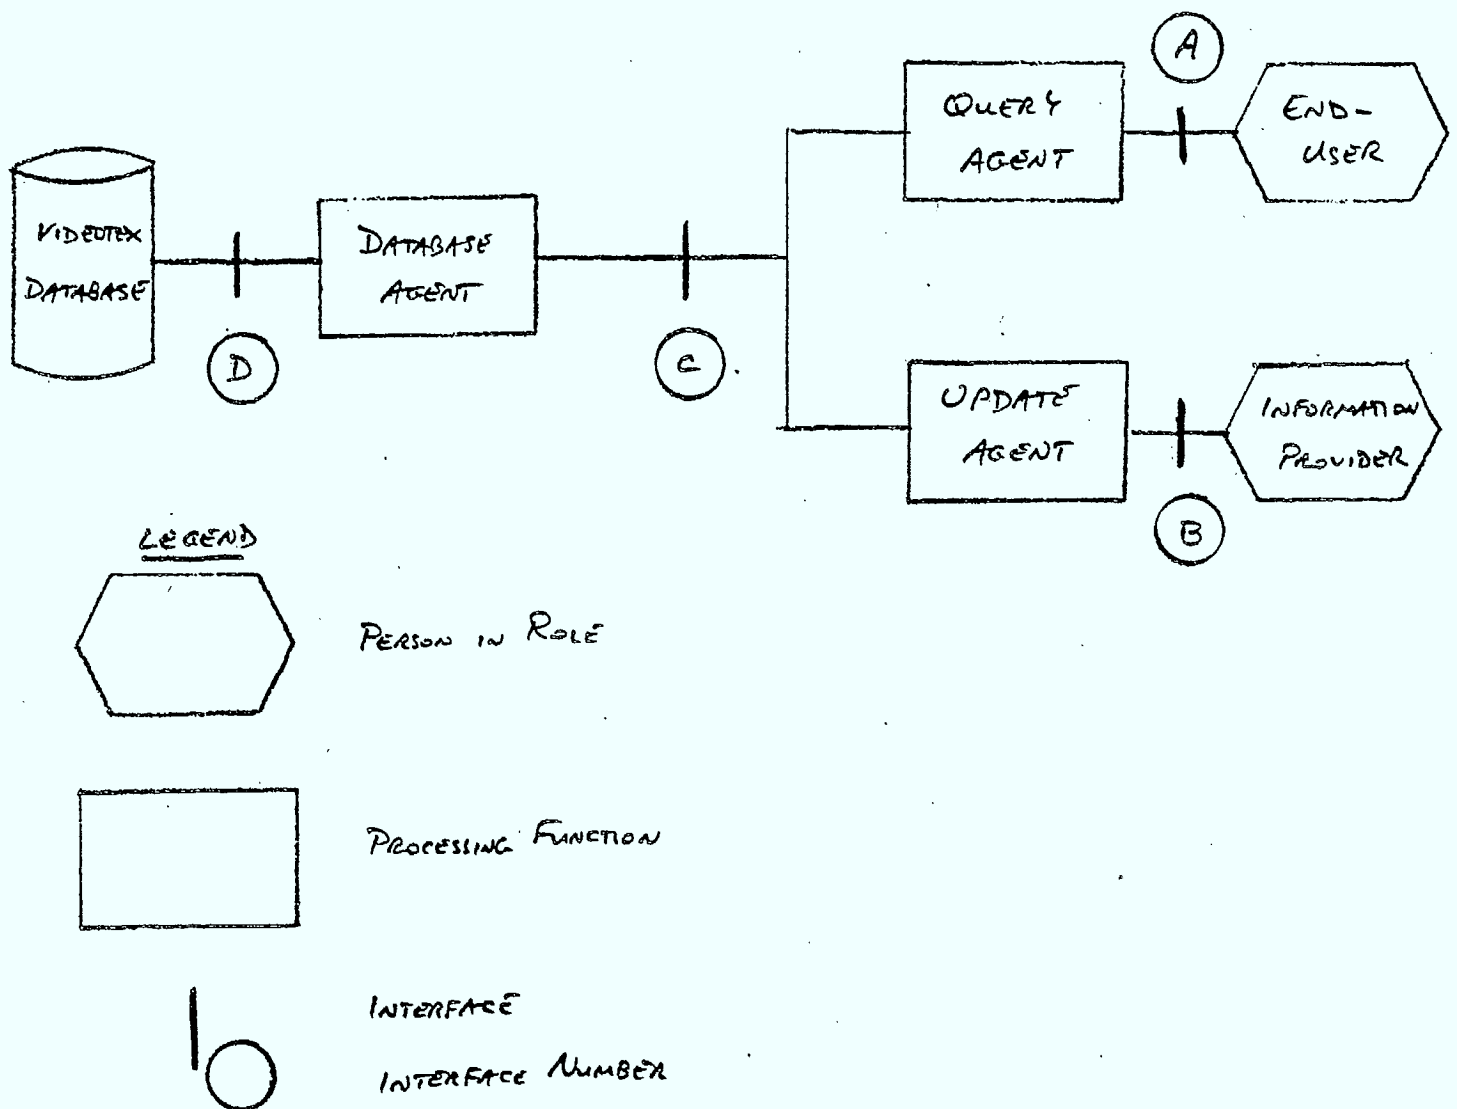 A
QUERY
AGENT
END-
USER
VIDEOTEX
DATABASE
D
DATABASE
AGENT
C
UPDATE
AGENT
INFORMATION
PROVIDER
B
LEGEND
PERSON IN ROLE
PROCESSING FUNCTION
INTERFACE
INTERFACE NUMBER